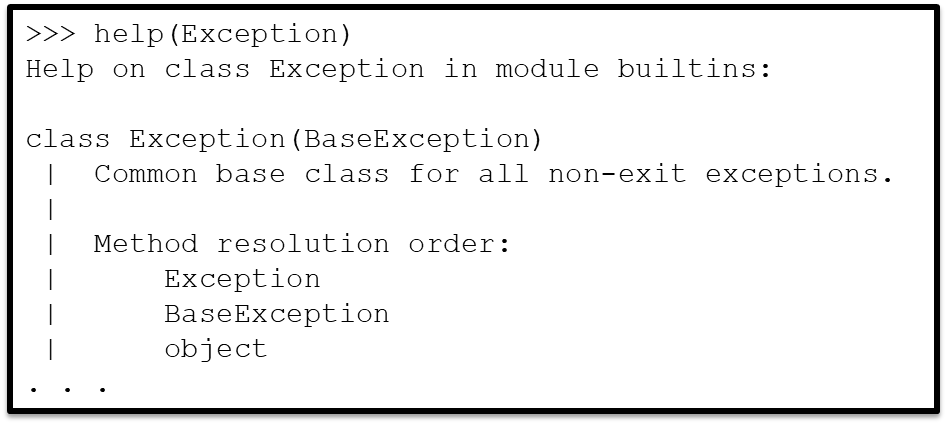 >>> help(Exception)
Help on class Exception in module builtins:

class Exception(BaseException)
 |  Common base class for all non-exit exceptions.
 |
 |  Method resolution order:
 |      Exception
 |      BaseException
 |      object
. . .